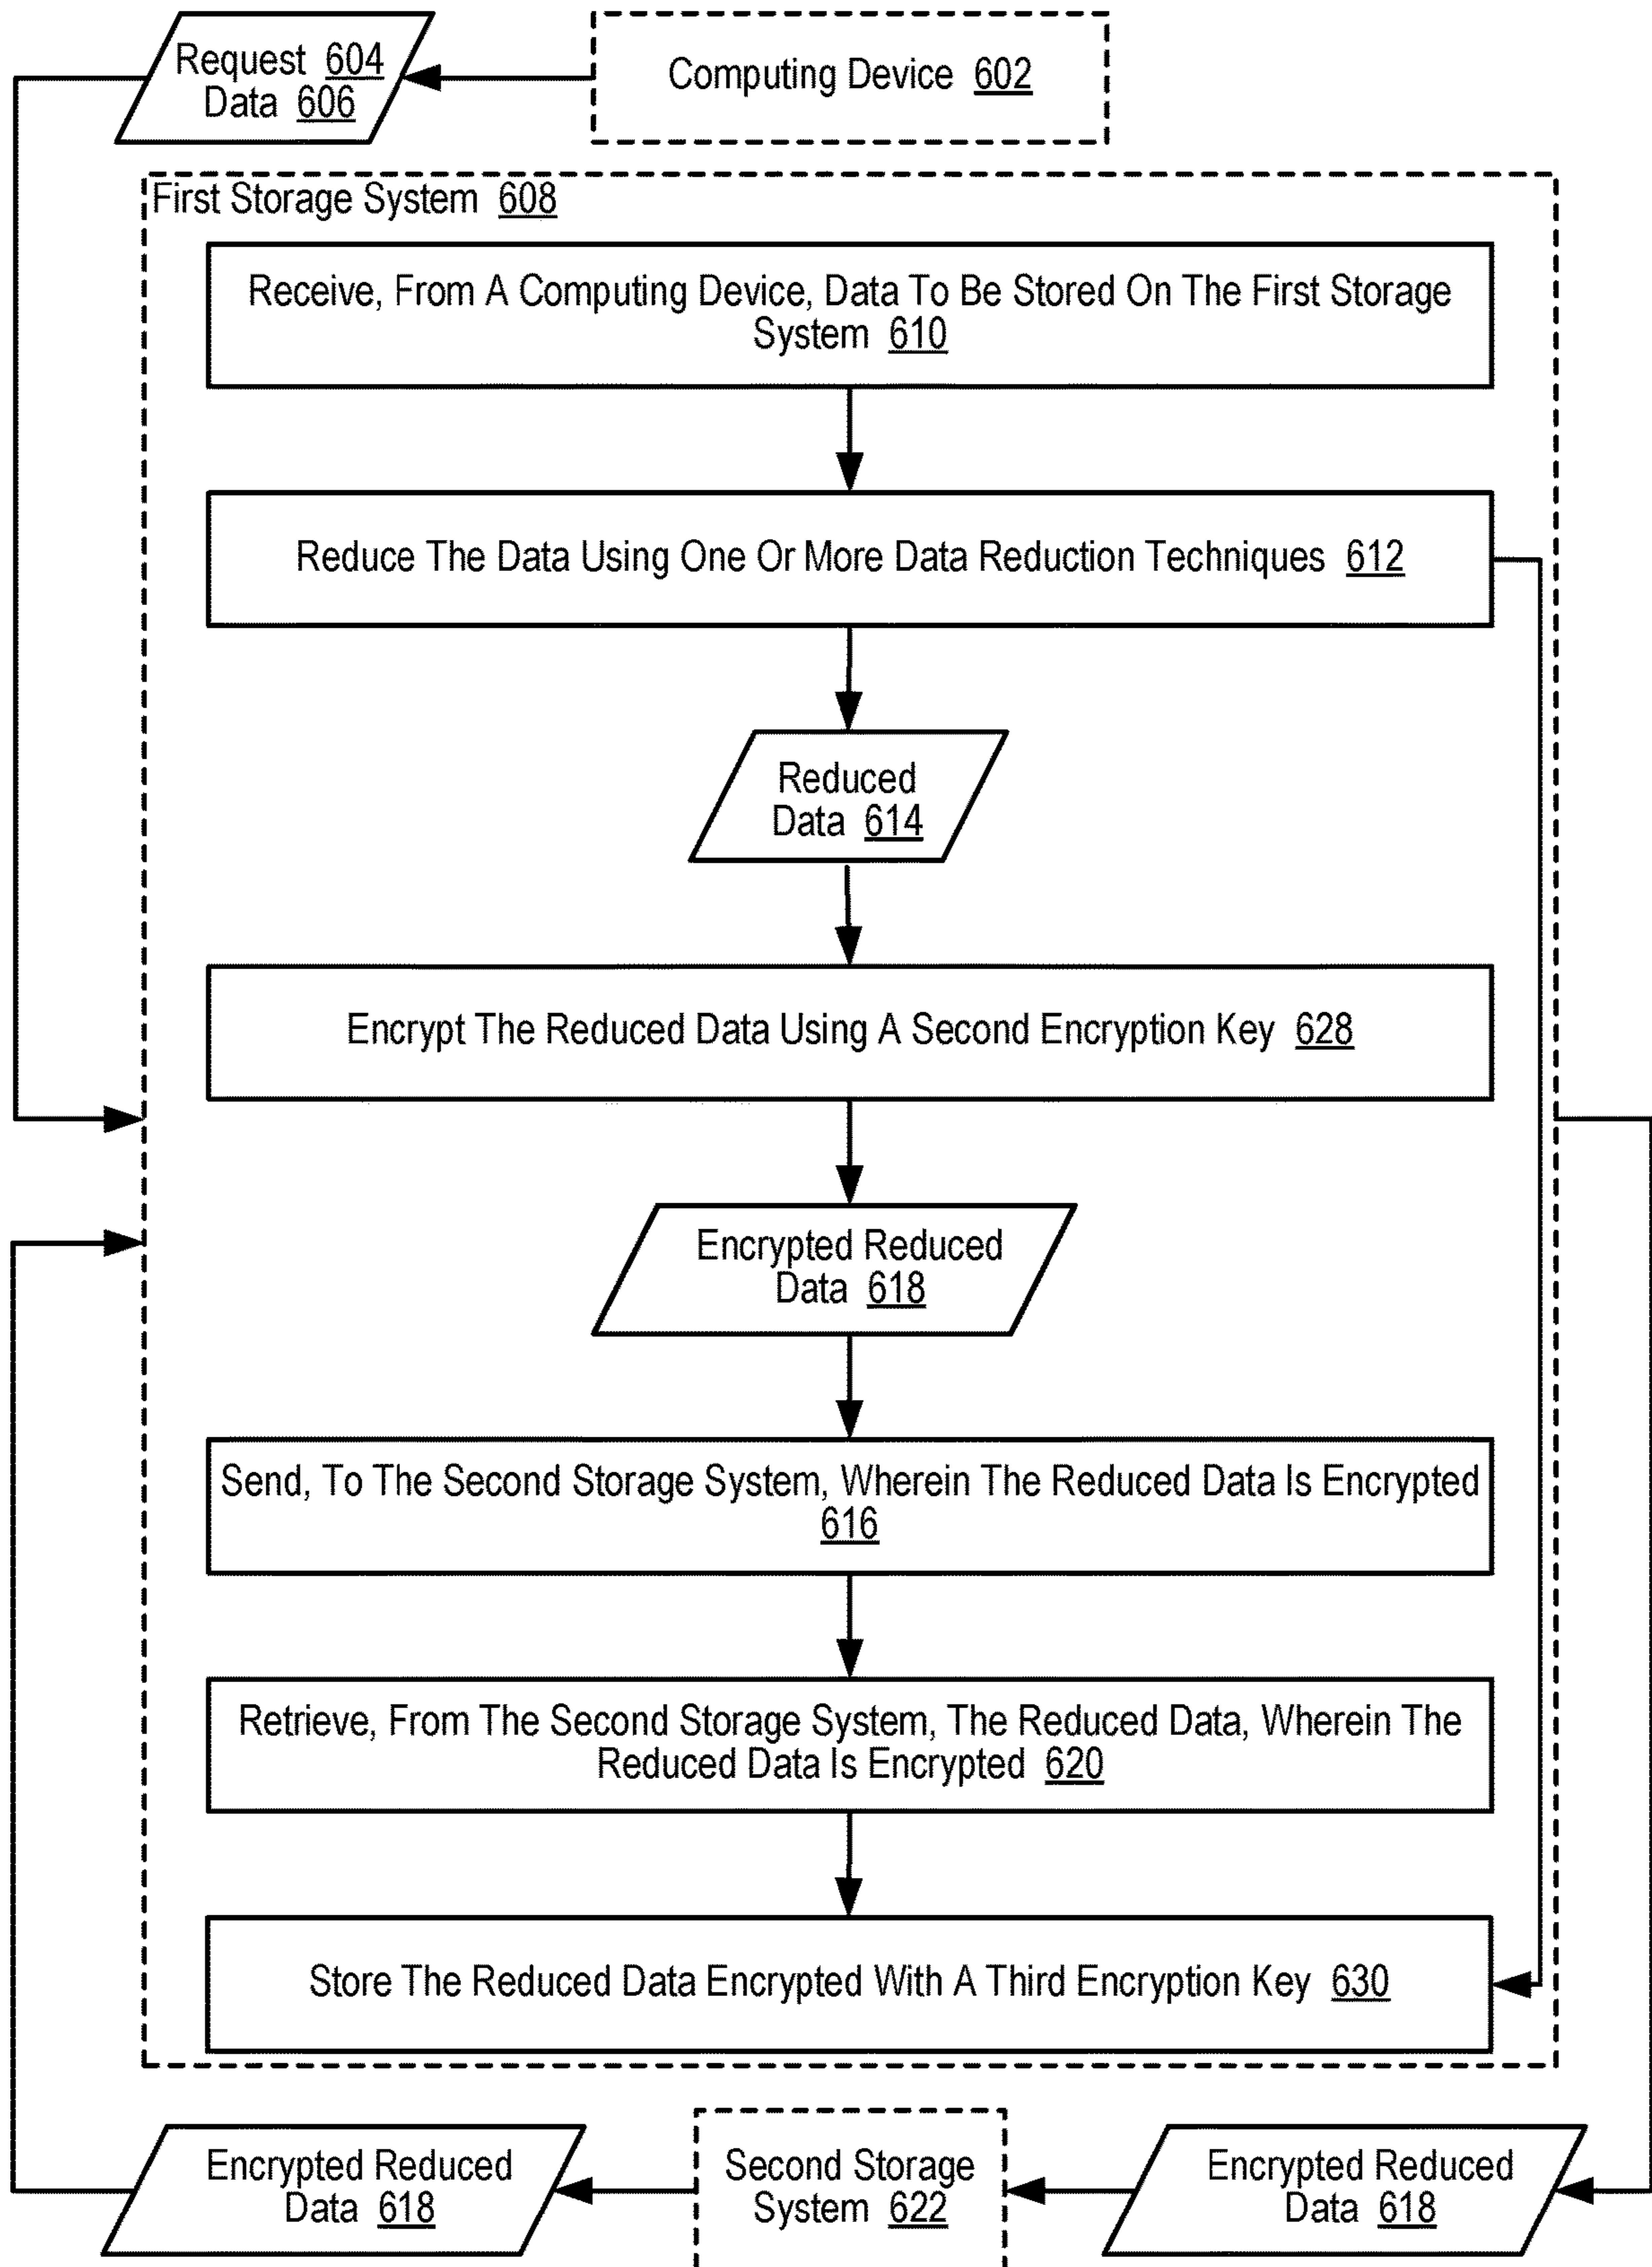 Request 604
Data 606
Computing Device 602
First Storage System 608
Receive, From A Computing Device, Data To Be Stored On The First Storage
System 610
Reduce The Data Using One Or More Data Reduction Techniques 612
Reduced
Data 614
Encrypt The Reduced Data Using A Second Encryption Key 628
Encrypted Reduced
Data 618
Send, To The Second Storage System, Wherein The Reduced Data Is Encrypted
616
Retrieve, From The Second Storage System, The Reduced Data, Wherein The
Reduced Data Is Encrypted 620
Store The Reduced Data Encrypted With A Third Encryption Key 630
Encrypted Reduced
Data 618
Second Storage
System 622
Encrypted Reduced
Data 618